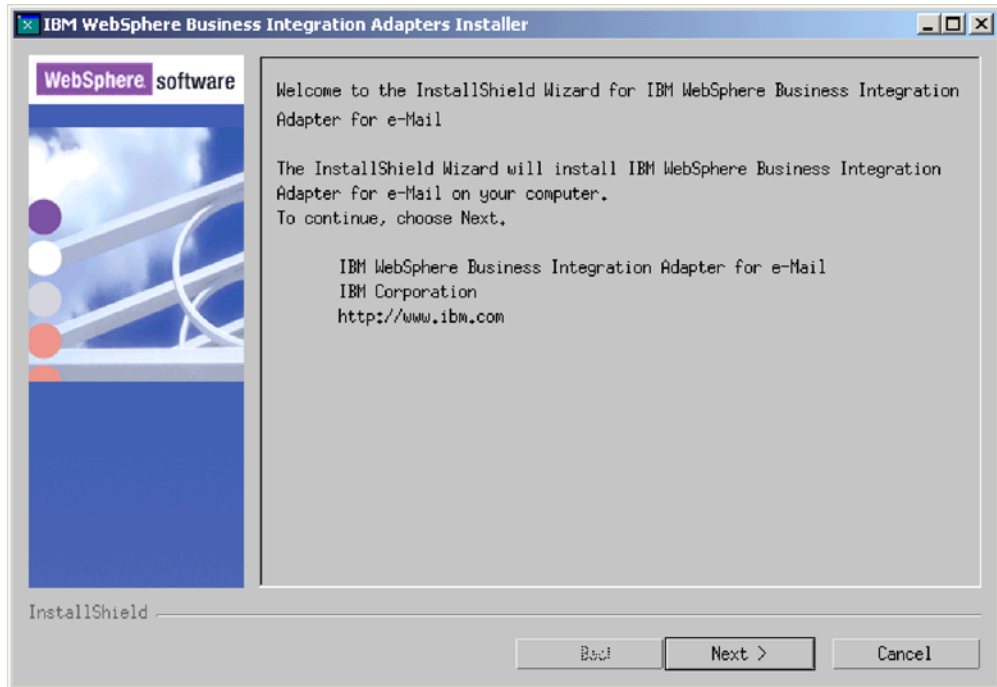 IBM WebSphere Business Integration Adapters Installer
WebSphere software
Welcome to the InstallShield Wizard for IBM WebSphere Business Integration
Adapter for e-Mail
The InstallShield Wizard will install IBM WebSphere Business Integration
Adapter for e-Mail on your computer.
To continue, choose Next.
IBM WebSphere Business Integration Adapter for e-Mail
IBM Corporation
http://www.ibm.com
InstallShield
Next >
Cancel